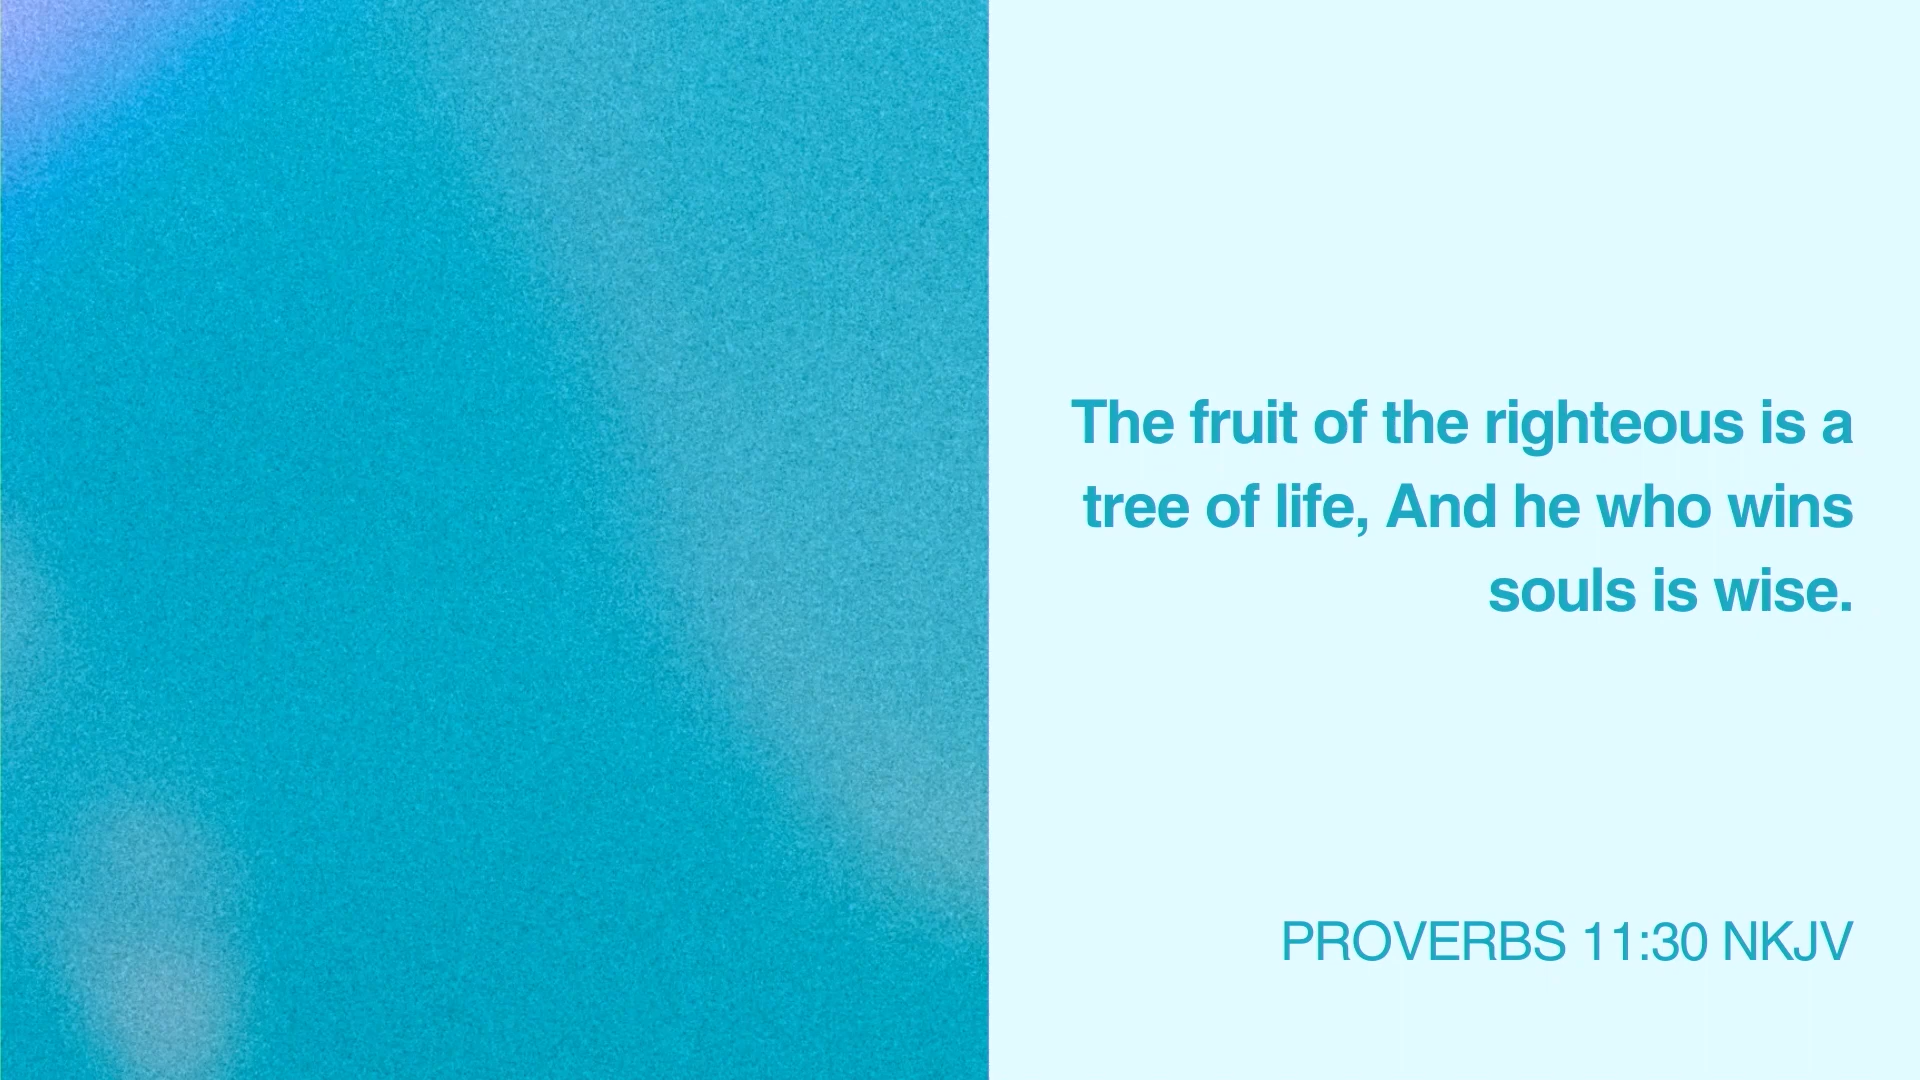 The fruit of the righteous is a
tree of life, And he who wins
souls is wise.
PROVERBS 11:30 NKJV